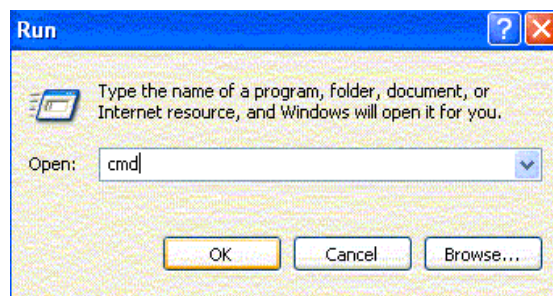 Run
Type the name of a program, folder, document, or
Internet resource, and Windows will open it for you.
Open: cmd
OK Cancel Browse...